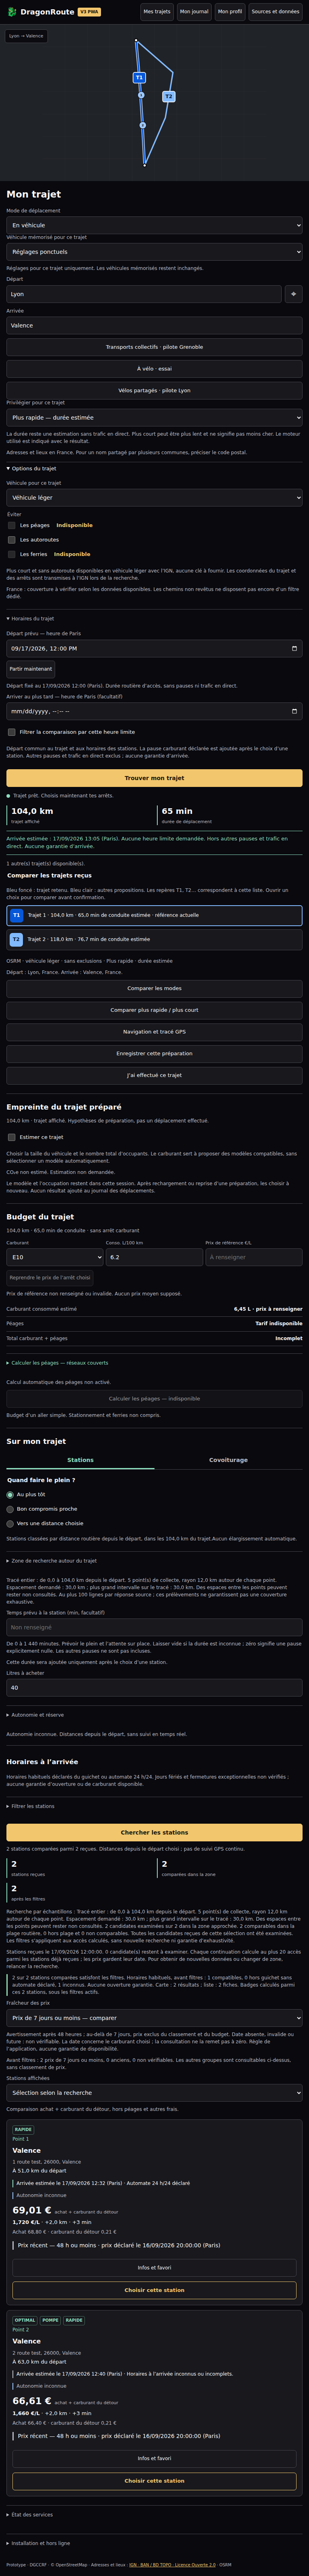 DragonRoute V3 PMA
Mes trajets
Mon journal
Mon profil
Sources et données
Lyon → Valence
T1
T2
Mon trajet
Mode de déplacement
En véhicule
Véhicule mémorisé pour ce trajet
Réglages ponctuels
Réglages pour ce trajet uniquement. Les véhicules mémorisés restent inchangés.
Départ
Lyon
Arrivée
Valence
Transports collectifs · pilote Grenoble
À vélo · essai
Vélos partagés · pilote Lyon
Privilégier pour ce trajet
Plus rapide — durée estimée
La durée reste une estimation sans trafic en direct. Plus court peut être plus lent et ne signifie pas moins cher. Le moteur
utilisé est indiqué avec le résultat.
Adresses et lieux en France. Pour un nom partagé par plusieurs communes, préciser le code postal.
▼ Options du trajet
Véhicule pour ce trajet
Véhicule léger
Éviter
Les péages Indisponible
Les autoroutes
Les ferries Indisponible
Plus court et sans autoroute disponibles en véhicule léger avec l'IGN, aucune clé à fournir. Les coordonnées du trajet et
des arrêts sont transmises à l'IGN lors de la recherche.
France : couverture à vérifier selon les données disponibles. Les chemins non revêtus ne disposent pas encore d'un filtre
dédié.
▼ Horaires du trajet
Départ prévu — heure de Paris
09/17/2026, 12:00 PM
Partir maintenant
Départ fixé au 17/09/2026 12:00 (Paris). Durée routière d'accès, sans pauses ni trafic en direct.
Arriver au plus tard — heure de Paris (facultatif)
mm/dd/yyyy, --:-- --
Filtrer la comparaison par cette heure limite
Départ commun au trajet et aux horaires des stations. La pause carburant déclarée est ajoutée après le choix d'une
station. Autres pauses et trafic en direct exclus ; aucune garantie d'arrivée.
Trouver mon trajet
Trajet prêt. Choisis maintenant tes arrêts.
104,0 km
trajet affiché
65 min
durée de déplacement
Arrivée estimée : 17/09/2026 13:05 (Paris). Aucune heure limite demandée. Hors autres pauses et trafic en
direct. Aucune garantie d'arrivée.
1 autre(s) trajet(s) disponible(s).
Comparer les trajets reçus
Bleu foncé : trajet retenu. Bleu clair : autres propositions. Les repères T1, T2… correspondent à cette liste. Ouvrir un
choix pour comparer avant confirmation.
T1 Trajet 1 · 104,0 km · 65,0 min de conduite estimée · référence actuelle
T2 Trajet 2 · 118,0 km · 76,7 min de conduite estimée
OSRM · véhicule léger · sans exclusions · Plus rapide · durée estimée
Départ : Lyon, France. Arrivée : Valence, France.
Comparer les modes
Comparer plus rapide / plus court
Navigation et tracé GPS
Enregistrer cette préparation
J'ai effectué ce trajet
Empreinte du trajet préparé
104,0 km · trajet affiché. Hypothèses de préparation, pas un déplacement effectué.
Estimer ce trajet
Choisir la taille du véhicule et le nombre total d'occupants. Le carburant sert à proposer des modèles compatibles, sans
sélectionner un modèle automatiquement.
CO₂e non estimé. Estimation non demandée.
Le modèle et l'occupation restent dans cette session. Après rechargement ou reprise d'une préparation, les choisir à
nouveau. Aucun résultat ajouté au journal des déplacements.
Budget du trajet
104,0 km · 65,0 min de conduite · sans arrêt carburant
Carburant
Conso. L/100 km
Prix de référence €/L
E10
6.2
À renseigner
Reprendre le prix de l'arrêt choisi
Prix de référence non renseigné ou invalide. Aucun prix moyen supposé.
Carburant consommé estimé 6,45 L · prix à renseigner
Péages Tarif indisponible
Total carburant + péages Incomplet
▶ Calculer les péages — réseaux couverts
Calcul automatique des péages non activé.
Calculer les péages — indisponible
Budget d'un aller simple. Stationnement et ferries non compris.
Sur mon trajet
Stations
Covoiturage
Quand faire le plein ?
Au plus tôt
Bon compromis proche
Vers une distance choisie
Stations classées par distance routière depuis le départ, dans les 104,0 km du trajet.Aucun élargissement automatique.
▶ Zone de recherche autour du trajet
Tracé entier : de 0,0 à 104,0 km depuis le départ. 5 point(s) de collecte, rayon 12,0 km autour de chaque point.
Espacement demandé : 30,0 km ; plus grand intervalle sur le tracé : 30,0 km. Des espaces entre les points peuvent
rester non consultés. Au plus 100 lignes par réponse source ; ces prélèvements ne garantissent pas une couverture
exhaustive.
Temps prévu à la station (min, facultatif)
Non renseigné
De 0 à 1 440 minutes. Prévoir le plein et l'attente sur place. Laisser vide si la durée est inconnue ; zéro signifie une pause
explicitement nulle. Les autres pauses ne sont pas incluses.
Cette durée sera ajoutée uniquement après le choix d'une station.
Litres à acheter
40
▶ Autonomie et réserve
Autonomie inconnue. Distances depuis le départ, sans suivi en temps réel.
Horaires à l'arrivée
Horaires habituels déclarés du guichet ou automate 24 h/24. Jours fériés et fermetures exceptionnelles non vérifiés ;
aucune garantie d'ouverture ou de carburant disponible.
▶ Filtrer les stations
Chercher les stations
2 stations comparées parmi 2 reçues. Distances depuis le départ choisi ; pas de suivi GPS continu.
2
stations reçues
2
comparées dans la zone
2
après les filtres
Recherche par échantillons : Tracé entier : de 0,0 à 104,0 km depuis le départ. 5 point(s) de collecte, rayon 12,0 km
autour de chaque point. Espacement demandé : 30,0 km ; plus grand intervalle sur le tracé : 30,0 km. Des espaces entre
les points peuvent rester non consultés. 2 candidates examinées sur 2 dans la zone approchée. 2 comparables dans la
plage routière, 0 hors plage et 0 non comparables. Toutes les candidates reçues de cette sélection ont été examinées.
Les filtres s'appliquent aux accès calculés, sans nouvelle recherche ni garantie d'exhaustivité.
Stations reçues le 17/09/2026 12:00:00. 0 candidate(s) restent à examiner. Chaque continuation calcule au plus 20 accès
parmi les stations déjà reçues ; les prix gardent leur date. Pour obtenir de nouvelles données ou changer de zone,
relancer la recherche.
2 sur 2 stations comparées satisfont les filtres. Horaires habituels, avant filtres : 1 compatibles, 0 hors guichet sans
automate déclaré, 1 inconnus. Aucune ouverture garantie. Carte : 2 résultats ; liste : 2 fiches. Badges calculés parmi
ces 2 stations, sous les filtres actifs.
Fraîcheur des prix
Prix de 7 jours ou moins — comparer
Avertissement après 48 heures ; au-delà de 7 jours, prix exclus du classement et du budget. Date absente, invalide ou
future : non vérifiable. La date concerne le carburant choisi ; la consultation ne la remet pas à zéro. Règle de
l'application, aucune garantie de disponibilité.
Avant filtres : 2 prix de 7 jours ou moins, 0 anciens, 0 non vérifiables. Les autres groupes sont consultables ci-dessous,
sans classement de prix.
Stations affichées
Sélection selon la recherche
Comparaison achat + carburant du détour, hors péages et autres frais.
RAPIDE
Point 1
Valence
1 route test, 26000, Valence
À 51,0 km du départ
Arrivée estimée le 17/09/2026 12:32 (Paris) · Automate 24 h/24 déclaré
Autonomie inconnue
69,01 € achat + carburant du détour
1,720 €/L · +2,0 km · +3 min
Achat 68,80 € · carburant du détour 0,21 €
Prix récent — 48 h ou moins · prix déclaré le 16/09/2026 20:00:00 (Paris)
Infos et favori
Choisir cette station
OPTIMAL POMPE RAPIDE
Point 2
Valence
2 route test, 26000, Valence
À 63,0 km du départ
Arrivée estimée le 17/09/2026 12:40 (Paris) · Horaires à l'arrivée inconnus ou incomplets.
Autonomie inconnue
66,61 € achat + carburant du détour
1,660 €/L · +2,0 km · +3 min
Achat 66,40 € · carburant du détour 0,21 €
Prix récent — 48 h ou moins · prix déclaré le 16/09/2026 20:00:00 (Paris)
Infos et favori
Choisir cette station
▶ État des services
▶ Installation et hors ligne
Prototype · DGCCRF · © OpenStreetMap · Adresses et lieux : IGN · BAN / BD TOPO · Licence Ouverte 2.0 · OSRM